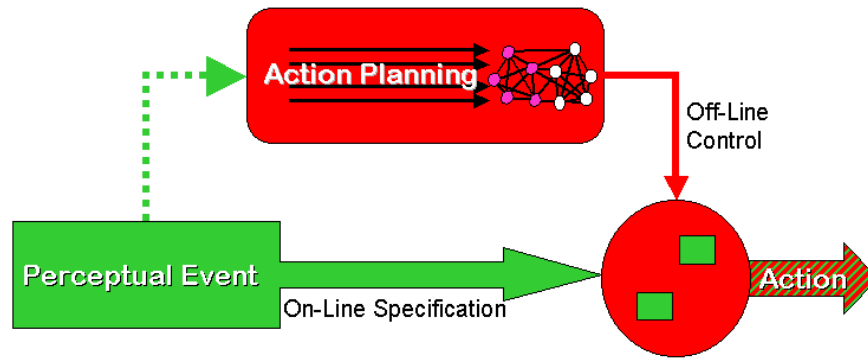 Action Planning
Off-Line
Control
Perceptual Event
On-Line Specification
Action